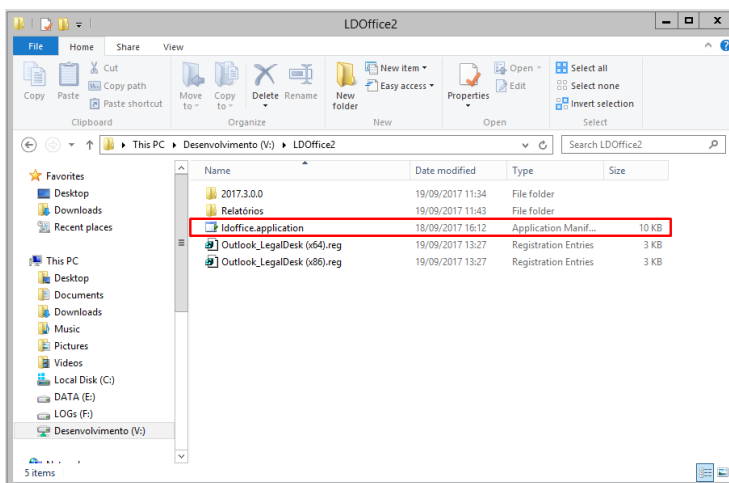 LDOffice2
File Home Share View
Copy
Paste
Cut
Copy path
Paste shortcut
Clipboard
Move to
Copy to
Delete
Rename
Organize
New folder
New item
Easy access
New
Properties
Open
Edit
Open
Select all
Select none
Invert selection
Select
This PC Desenvolvimento (V:) LDOffice2
Search LDOffice2
Favorites
Desktop
Downloads
Recent places
This PC
Desktop
Documents
Downloads
Music
Pictures
Videos
Local Disk (C:)
DATA (E:)
LOGs (F:)
Desenvolvimento (V:)
Name Date modified Type Size
2017.3.0.0 19/09/2017 11:34 File folder
Relatórios 19/09/2017 11:43 File folder
ldoffice.application 18/09/2017 16:12 Application Manif... 10 KB
Outlook_LegalDesk (x64).reg 19/09/2017 13:27 Registration Entries 3 KB
Outlook_LegalDesk (x86).reg 19/09/2017 13:27 Registration Entries 3 KB
5 items